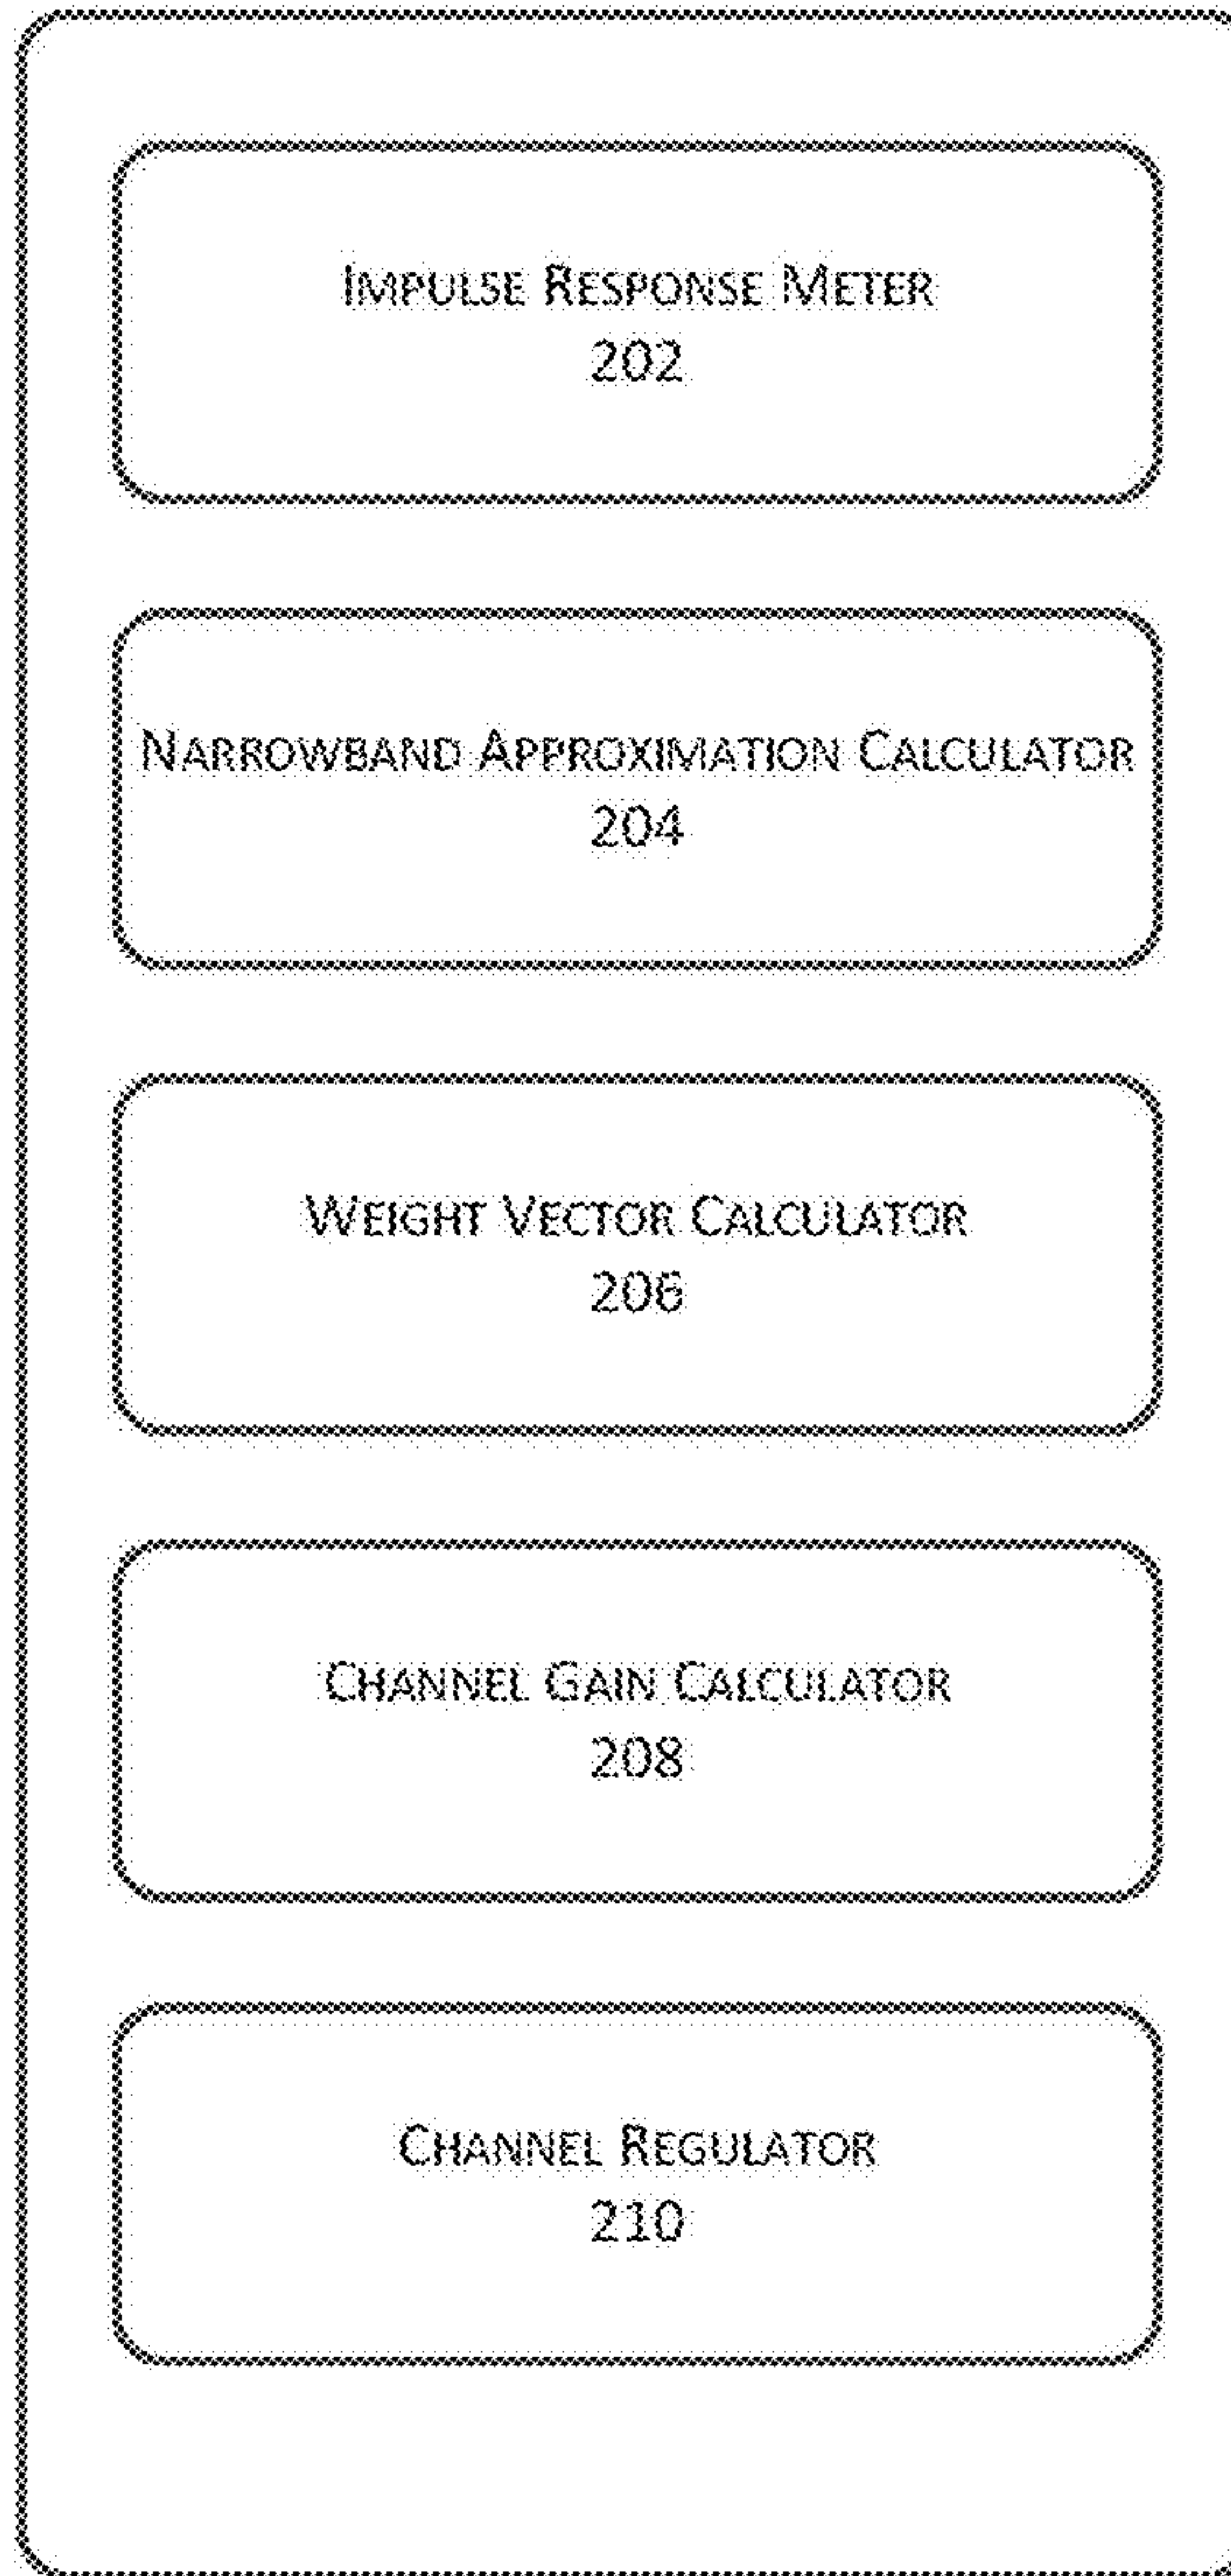 IMPULSE RESPONSE METER
202
NARROWBAND APPROXIMATION CALCULATOR
204
WEIGHT VECTOR CALCULATOR
206
CHANNEL GAIN CALCULATOR
208
CHANNEL REGULATOR
210